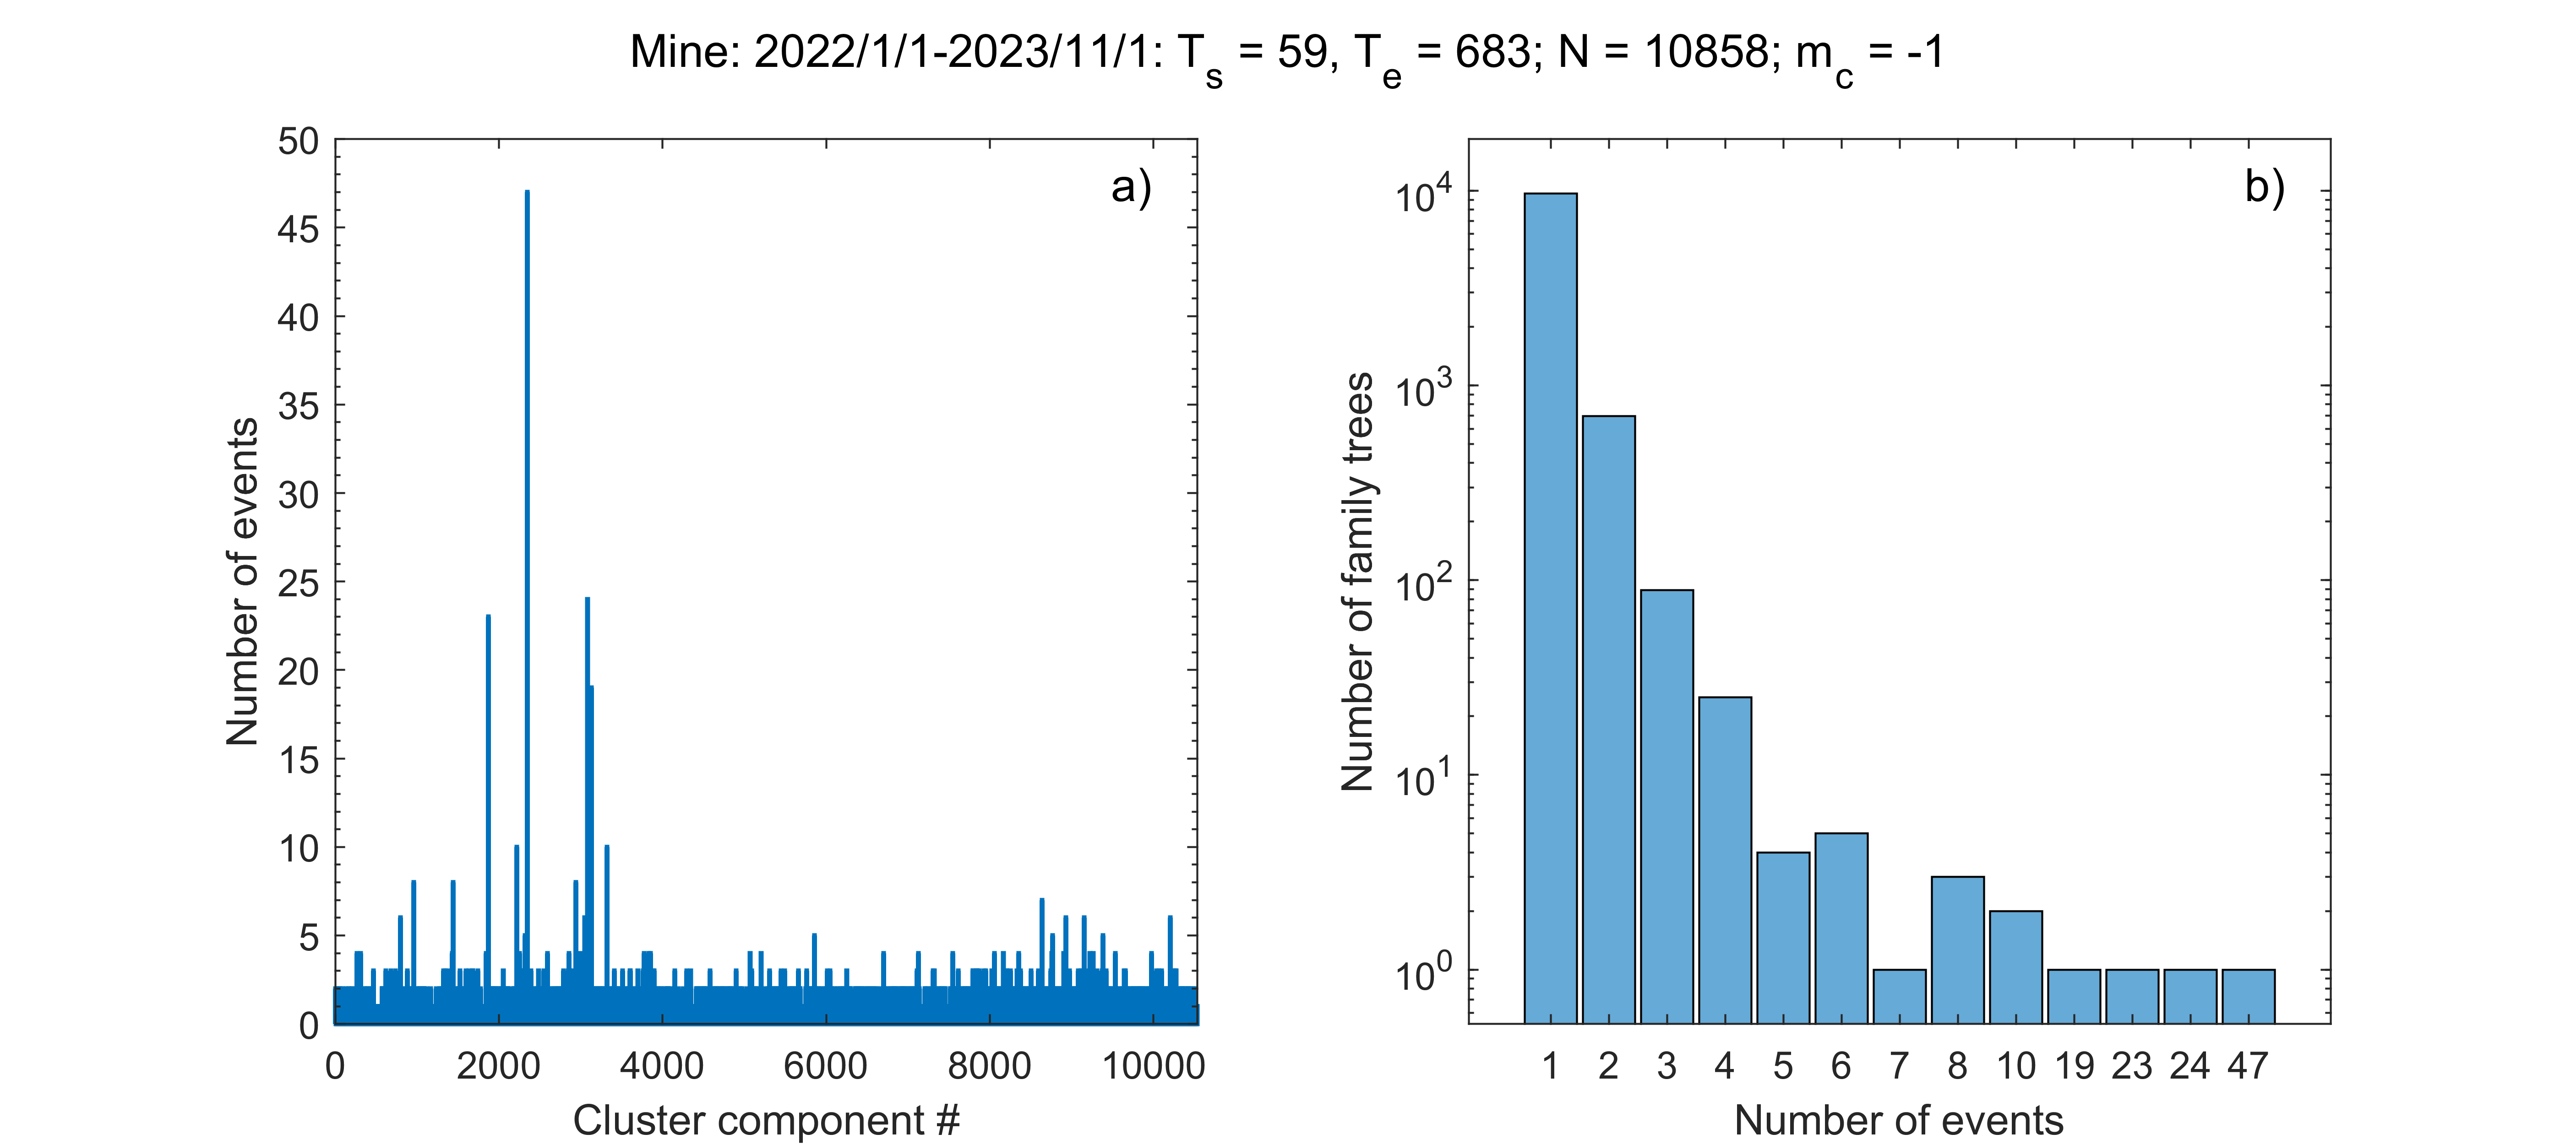 Mine: 2022/1/1-2023/11/1: Ts = 59, Te = 683; N = 10858; mc = -1
a)
50
45
40
35
30
25
20
15
10
5
0
Number of events
0 2000 4000 6000 8000 10000
Cluster component #
b)
10^4
10^3
10^2
10^1
10^0
Number of family trees
1 2 3 4 5 6 7 8 10 19 23 24 47
Number of events